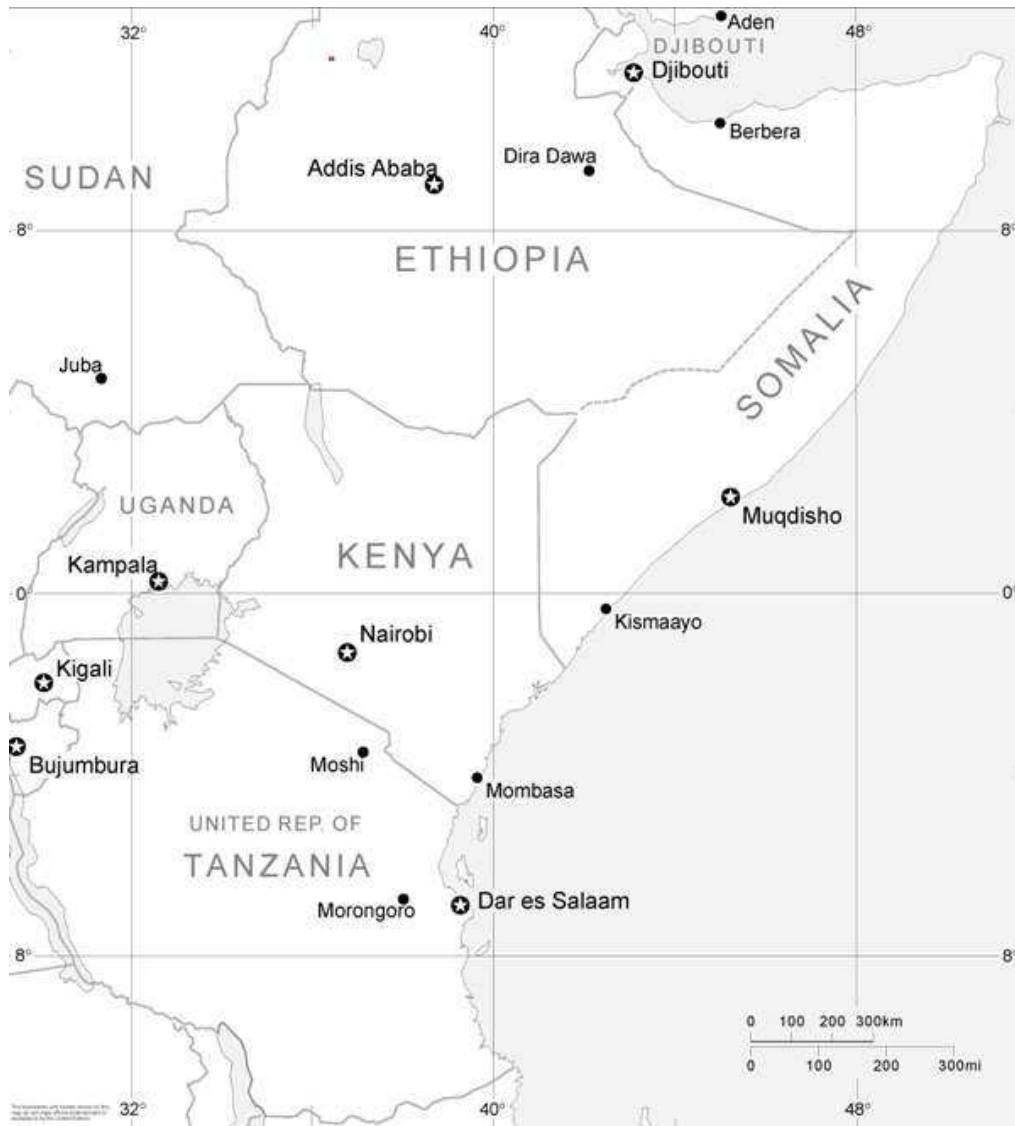 32°
40°
48°
Aden
DJIBOUTI
Djibouti
Berbera
Dira Dawa
Addis Ababa
SUDAN
8°
8°
ETHIOPIA
SOMALIA
Juba
UGANDA
Muqdisho
KENYA
Kampala
0°
0°
Kismaayo
Nairobi
Kigali
Moshi
Bujumbura
Mombasa
UNITED REP. OF
TANZANIA
Dar es Salaam
Morongoro
8°
8°
0 100 200 300km
0 100 200 300mi
32°
40°
48°